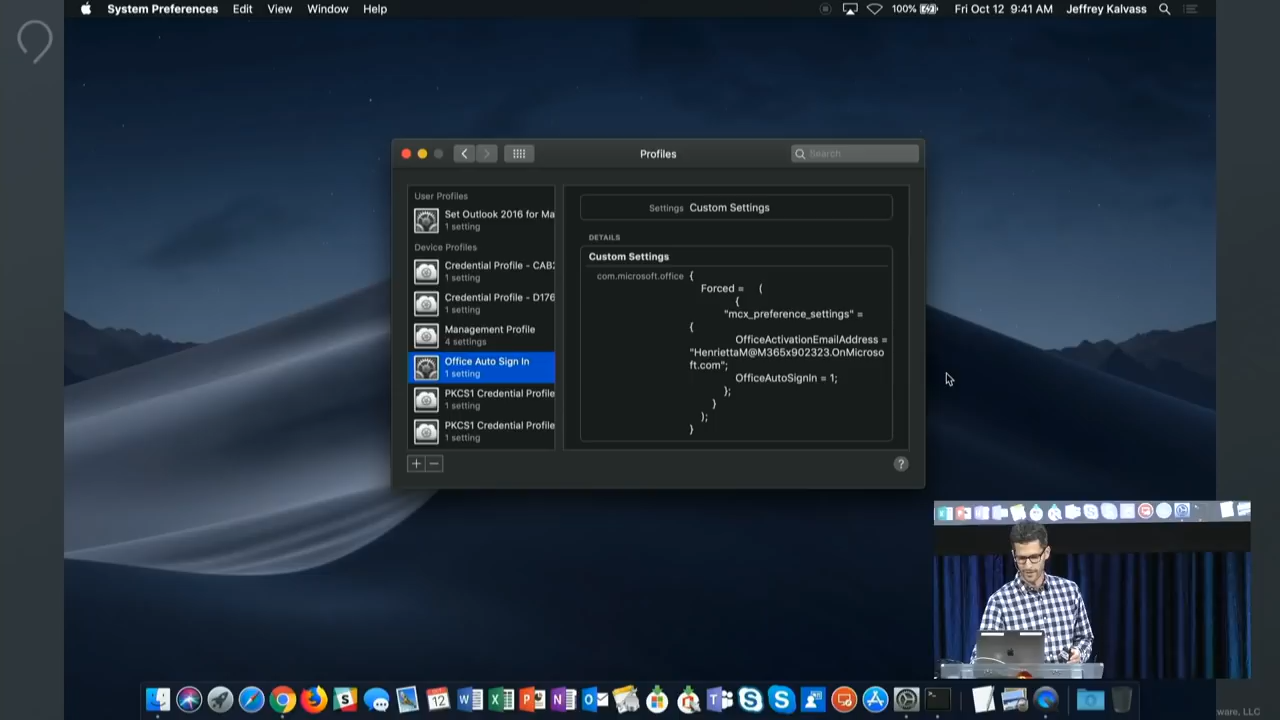 System Preferences Edit View Window Help 100% Fri Oct 12 9:41 AM Jeffrey Kalvass
Profiles
Search
User Profiles
Set Outlook 2016 for Ma
1 setting
Device Profiles
Credential Profile - CAB2
1 setting
Credential Profile - D176
1 setting
Management Profile
4 settings
Office Auto Sign In
1 setting
PKCS1 Credential Profile
1 setting
PKCS1 Credential Profile
1 setting
+ −
Settings Custom Settings
DETAILS
Custom Settings
com.microsoft.office {
Forced = (
{
"mcx_preference_settings" =
{
OfficeActivationEmailAddress =
"HenriettaM@M365x902323.OnMicroso
ft.com";
OfficeAutoSignIn = 1;
};
}
);
}
?
12
ware, LLC